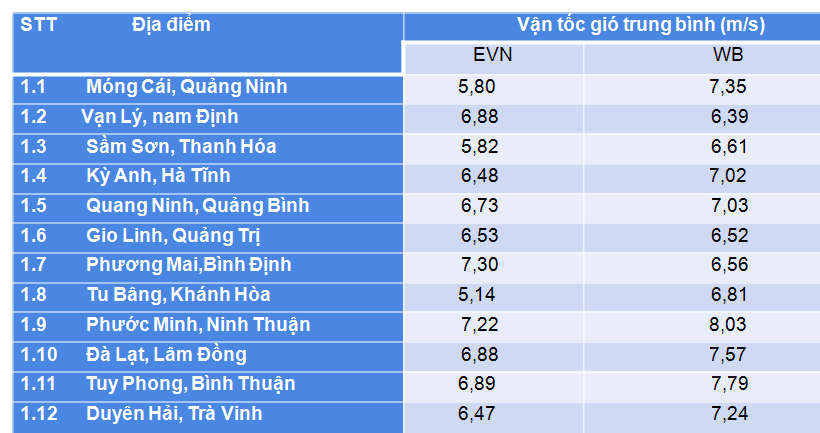 STT Địa điểm Vận tốc gió trung bình (m/s)
EVN WB
1.1 Móng Cái, Quảng Ninh 5,80 7,35
1.2 Vạn Lý, nam Định 6,88 6,39
1.3 Sầm Sơn, Thanh Hóa 5,82 6,61
1.4 Kỳ Anh, Hà Tĩnh 6,48 7,02
1.5 Quang Ninh, Quảng Bình 6,73 7,03
1.6 Gio Linh, Quảng Trị 6,53 6,52
1.7 Phương Mai,Bình Định 7,30 6,56
1.8 Tu Bâng, Khánh Hòa 5,14 6,81
1.9 Phước Minh, Ninh Thuận 7,22 8,03
1.10 Đà Lạt, Lâm Đồng 6,88 7,57
1.11 Tuy Phong, Bình Thuận 6,89 7,79
1.12 Duyên Hải, Trà Vinh 6,47 7,24